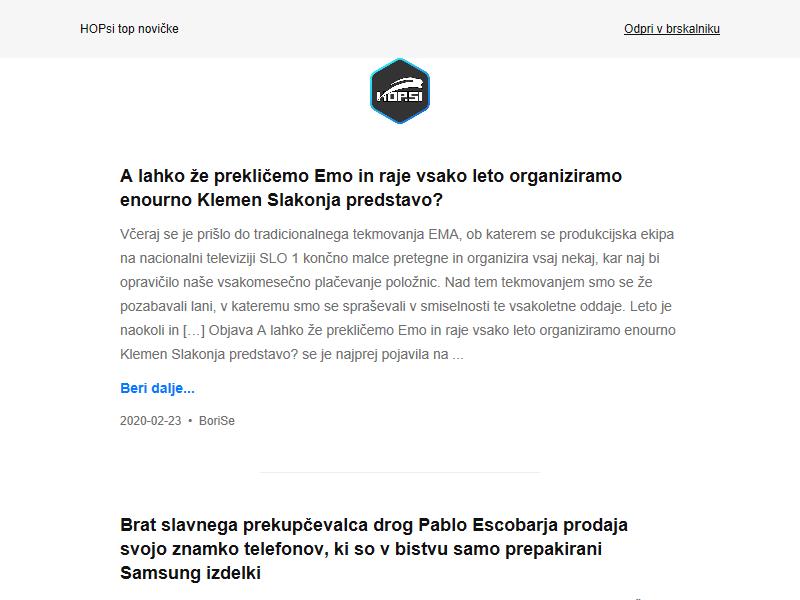 HOPsi top novičke
Odpri v brskalniku
HOP.SI
A lahko že prekličemo Emo in raje vsako leto organiziramo
enourno Klemen Slakonja predstavo?
Včeraj se je prišlo do tradicionalnega tekmovanja EMA, ob katerem se produkcijska ekipa
na nacionalni televiziji SLO 1 končno malce pretegne in organizira vsaj nekaj, kar naj bi
opravičilo naše vsakomesečno plačevanje položnic. Nad tem tekmovanjem smo se že
pozabavali lani, v kateremu smo se spraševali v smiselnosti te vsakoletne oddaje. Leto je
naokoli in […] Objava A lahko že prekličemo Emo in raje vsako leto organiziramo enourno
Klemen Slakonja predstavo? se je najprej pojavila na ...
Beri dalje...
2020-02-23 • BoriSe
Brat slavnega prekupčevalca drog Pablo Escobarja prodaja
svojo znamko telefonov, ki so v bistvu samo prepakirani
Samsung izdelki